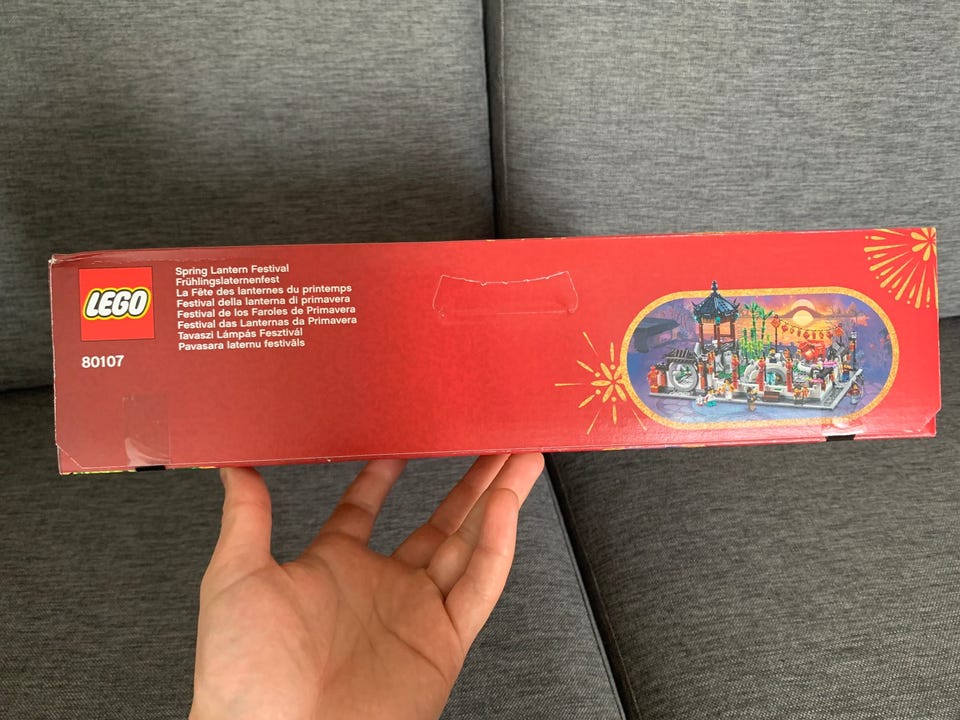 LEGO
80107
Spring Lantern Festival
Frühlingslaternenfest
La Fête des lanternes du printemps
Festival della lanterna di primavera
Festival de los Faroles de Primavera
Festival das Lanternas da Primavera
Tavaszi Lámpás Fesztivál
Pavasara laternu festivāls